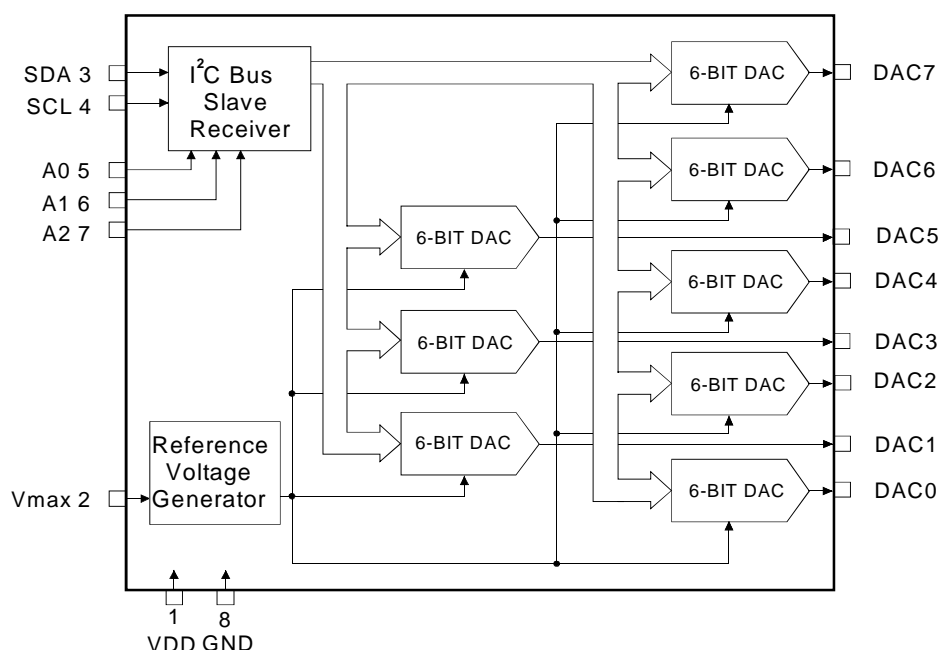 SDA 3
SCL 4
A0 5
A1 6
A2 7
I²C Bus
Slave
Receiver
6-BIT DAC
DAC7
6-BIT DAC
DAC6
6-BIT DAC
DAC5
6-BIT DAC
DAC4
6-BIT DAC
DAC3
6-BIT DAC
DAC2
6-BIT DAC
DAC1
6-BIT DAC
DAC0
Vmax 2
Reference
Voltage
Generator
1
VDD
8
GND